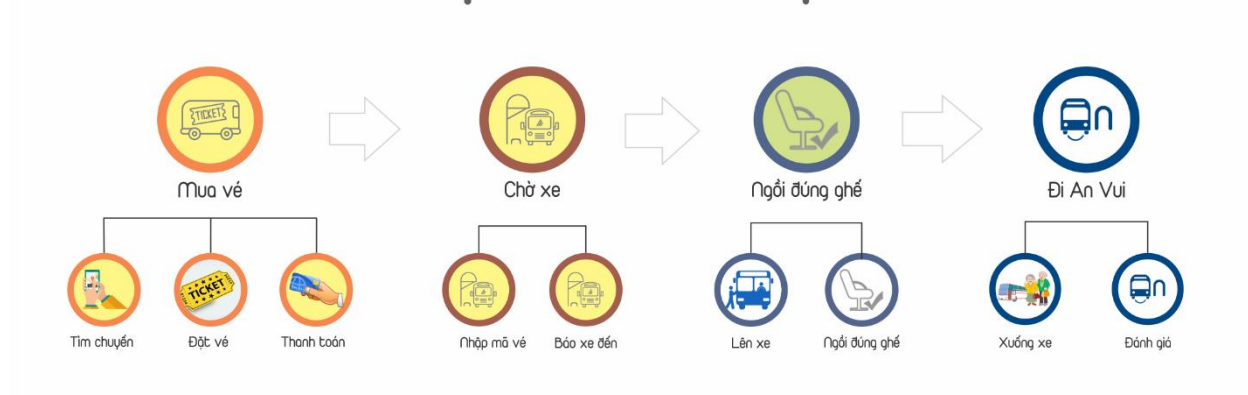 TICKET
Mua vé
Chờ xe
Ngồi đúng ghế
Đi An Vui
TICKET
Tìm chuyến
Đặt vé
Thanh toán
Nhập mã vé
Báo xe đến
Lên xe
Ngồi đúng ghế
Xuống xe
Đánh giá